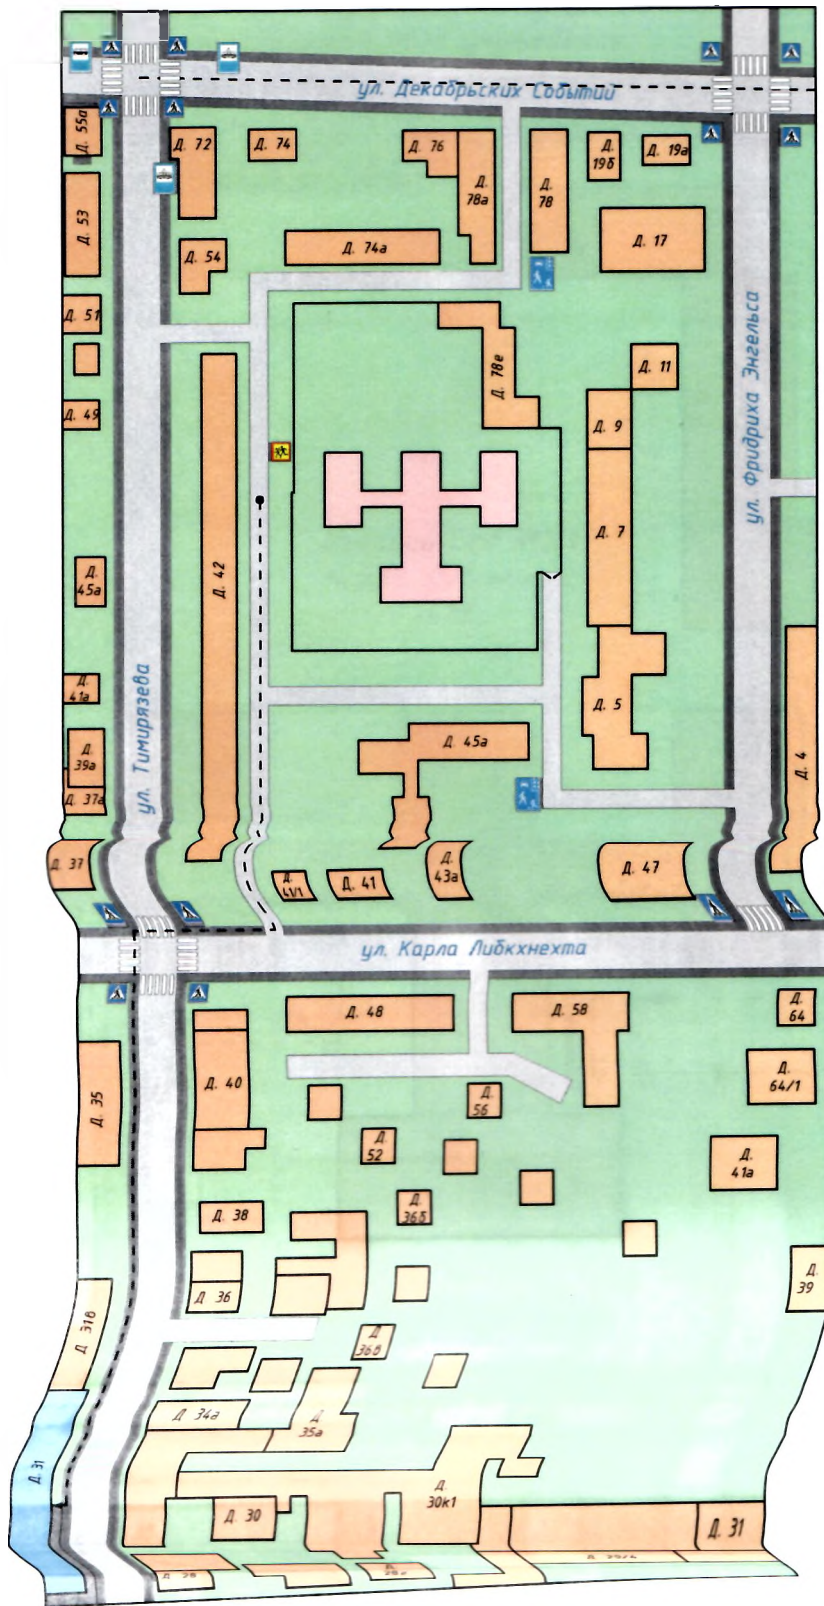 ул. Декабрьских Событий
Д. 55а
Д. 72
Д. 74
Д. 76
Д. 78а
Д. 78
Д. 19б
Д. 19а
Д. 53
Д. 54
Д. 74а
Д. 17
Д. 51
Д. 78е
Д. 11
ул. Фридриха Энгельса
Д. 49
Д. 9
Д. 7
Д. 42
Д. 45а
Д. 41а
Д. 5
ул. Тимирязева
Д. 39а
Д. 45а
Д. 4
Д. 37а
Д. 37
Д. 41/1
Д. 41
Д. 43а
Д. 47
ул. Карла Либкхнехта
Д. 48
Д. 58
Д. 64
Д. 35
Д. 40
Д. 56
Д. 64/1
Д. 52
Д. 41а
Д. 38
Д. 36б
Д. 39
Д. 36
Д. 31в
Д. 36в
Д. 34а
Д. 35а
Д. 31
Д. 30
Д. 30к1
Д. 31